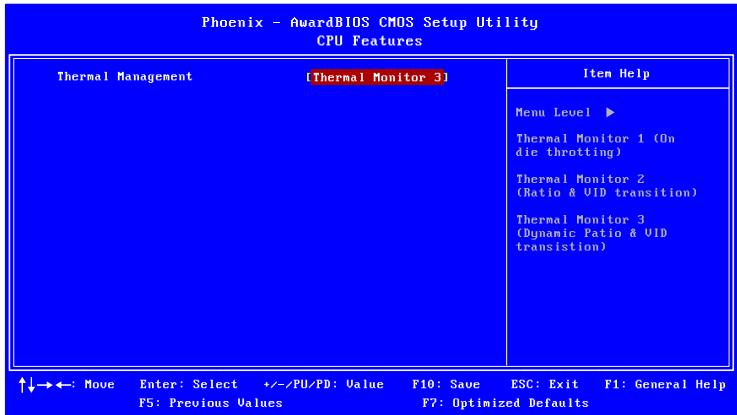 Phoenix - AwardBIOS CMOS Setup Utility
CPU Features
Thermal Management [Thermal Monitor 3]
Item Help
Menu Level ▶
Thermal Monitor 1 (On
die throtting)
Thermal Monitor 2
(Ratio & VID transition)
Thermal Monitor 3
(Dynamic Patio & VID
transistion)
↑↓→←: Move Enter: Select +/-/PU/PD: Value F10: Save ESC: Exit F1: General Help
F5: Previous Values F7: Optimized Defaults